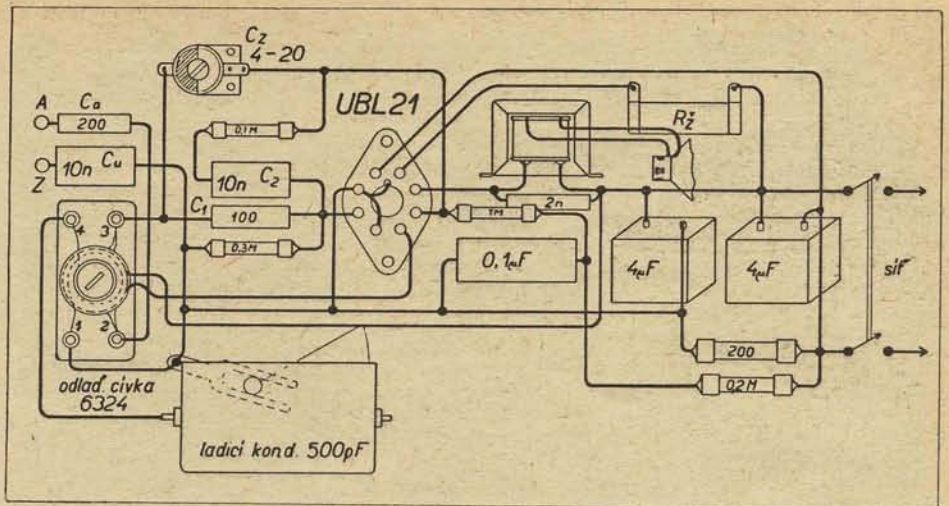 Cz
4-20
UBL21
A
Ca
200
Z
10n Cu
0,1M
10n C2
C1 100
0,3M
4
3
1
2
odlaď. cívka
6324
ladicí kond. 500pF
Rž
2n
1M
0,1μF
4μF
4μF
síť
200
0,2M